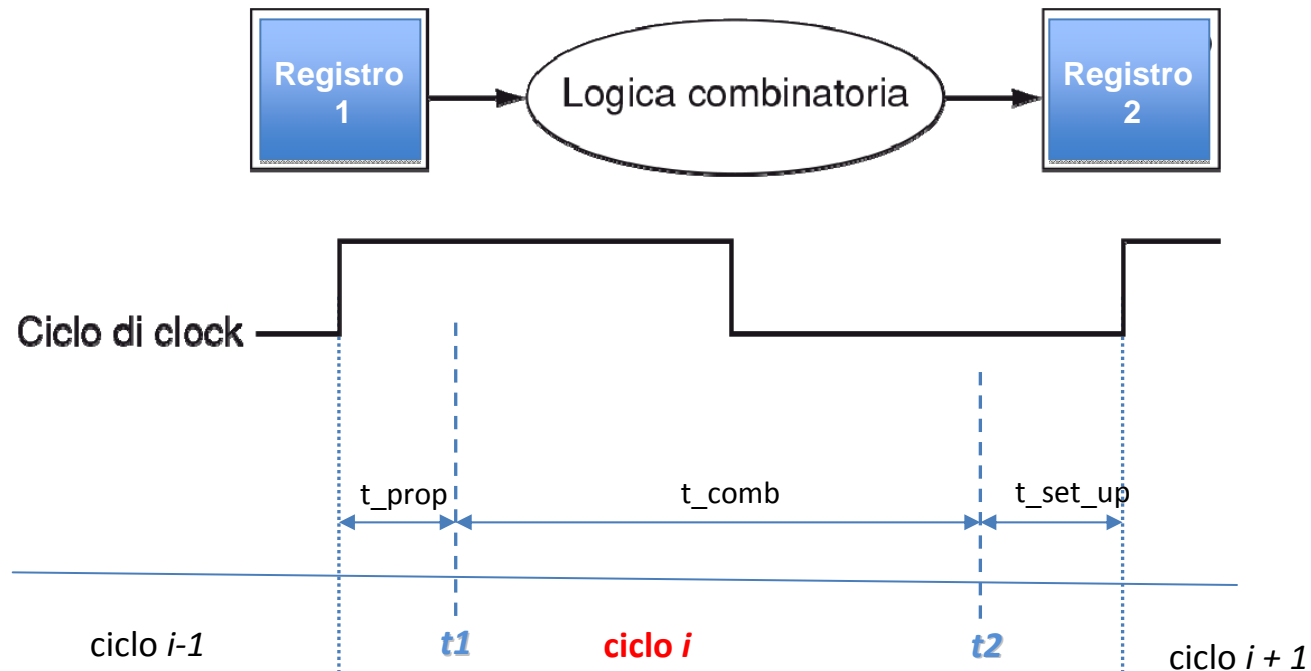 Registro
1
Logica combinatoria
Registro
2
Ciclo di clock
t_prop
t_comb
t_set_up
ciclo i-1
t1
ciclo i
t2
ciclo i + 1